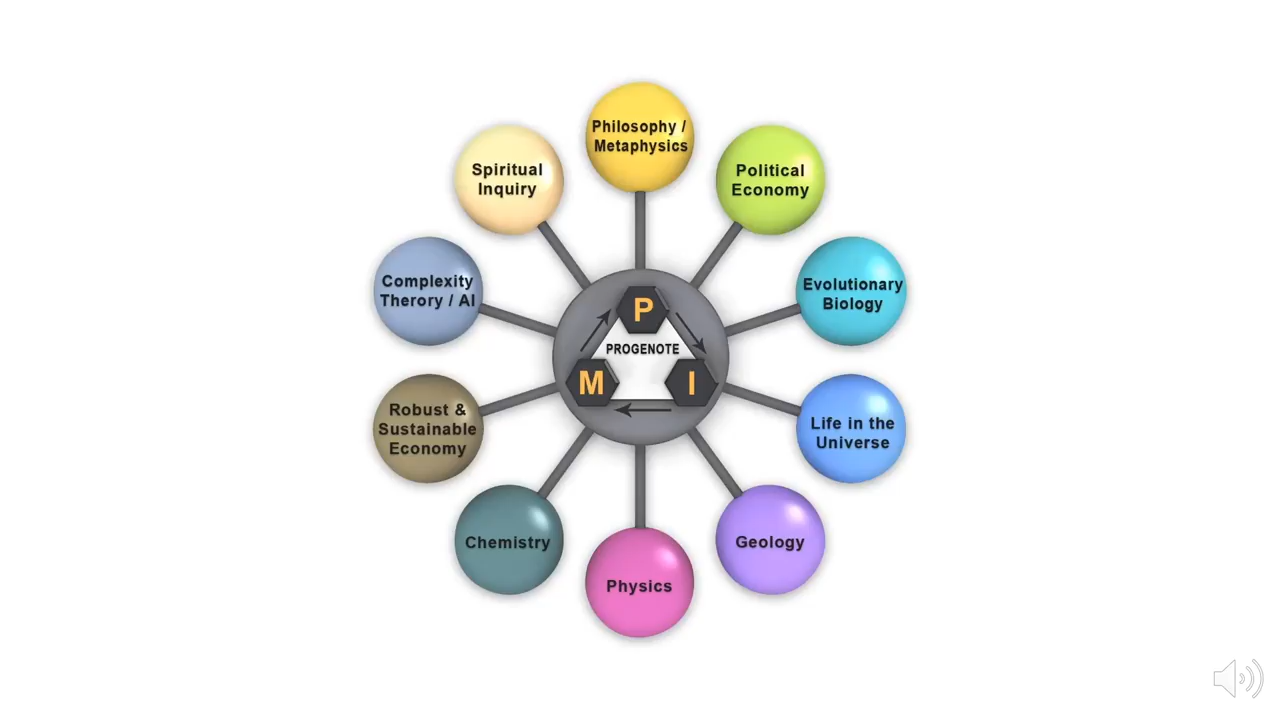 Philosophy /
Metaphysics
Political
Economy
Evolutionary
Biology
Life in the
Universe
Geology
Physics
Chemistry
Robust &
Sustainable
Economy
Complexity
Therory / AI
Spiritual
Inquiry
P
PROGENOTE
M
I